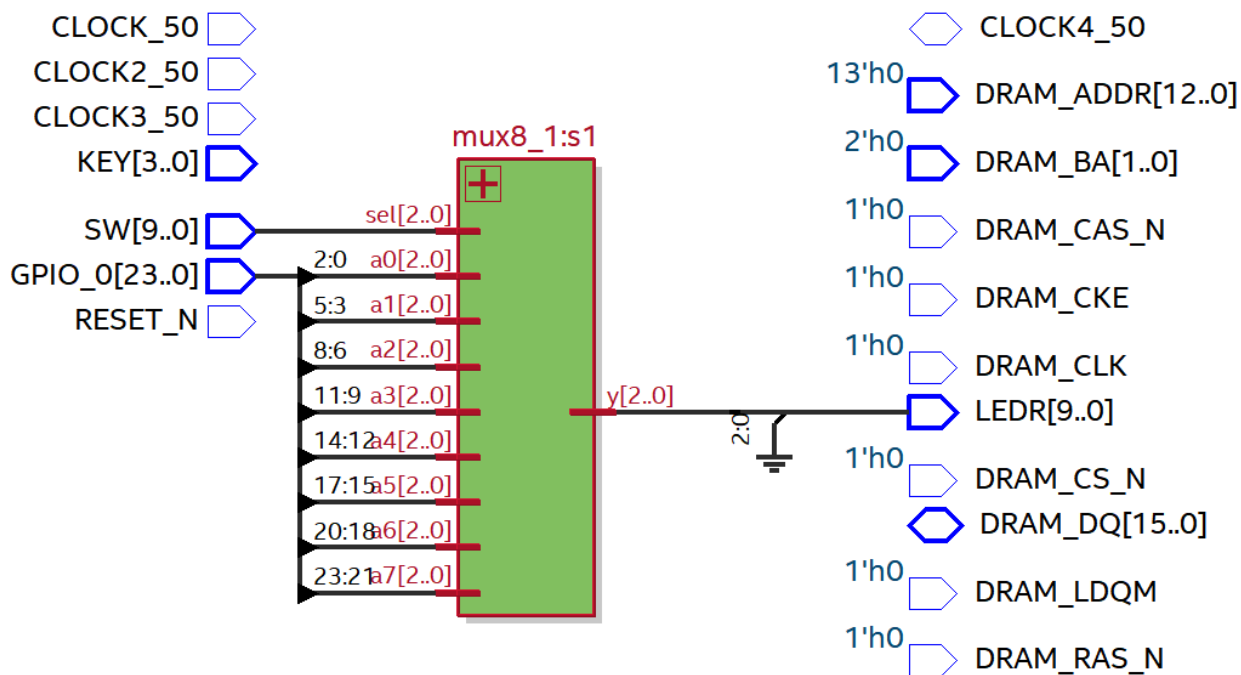 CLOCK_50
CLOCK2_50
CLOCK3_50
KEY[3..0]
SW[9..0]
GPIO_0[23..0]
RESET_N
mux8_1:s1
sel[2..0]
2:0 a0[2..0]
5:3 a1[2..0]
8:6 a2[2..0]
11:9 a3[2..0]
14:12 a4[2..0]
17:15 a5[2..0]
20:18 a6[2..0]
23:21 a7[2..0]
y[2..0]
2:0
CLOCK4_50
13'h0 DRAM_ADDR[12..0]
2'h0 DRAM_BA[1..0]
1'h0 DRAM_CAS_N
1'h0 DRAM_CKE
1'h0 DRAM_CLK
LEDR[9..0]
1'h0 DRAM_CS_N
DRAM_DQ[15..0]
1'h0 DRAM_LDQM
1'h0 DRAM_RAS_N